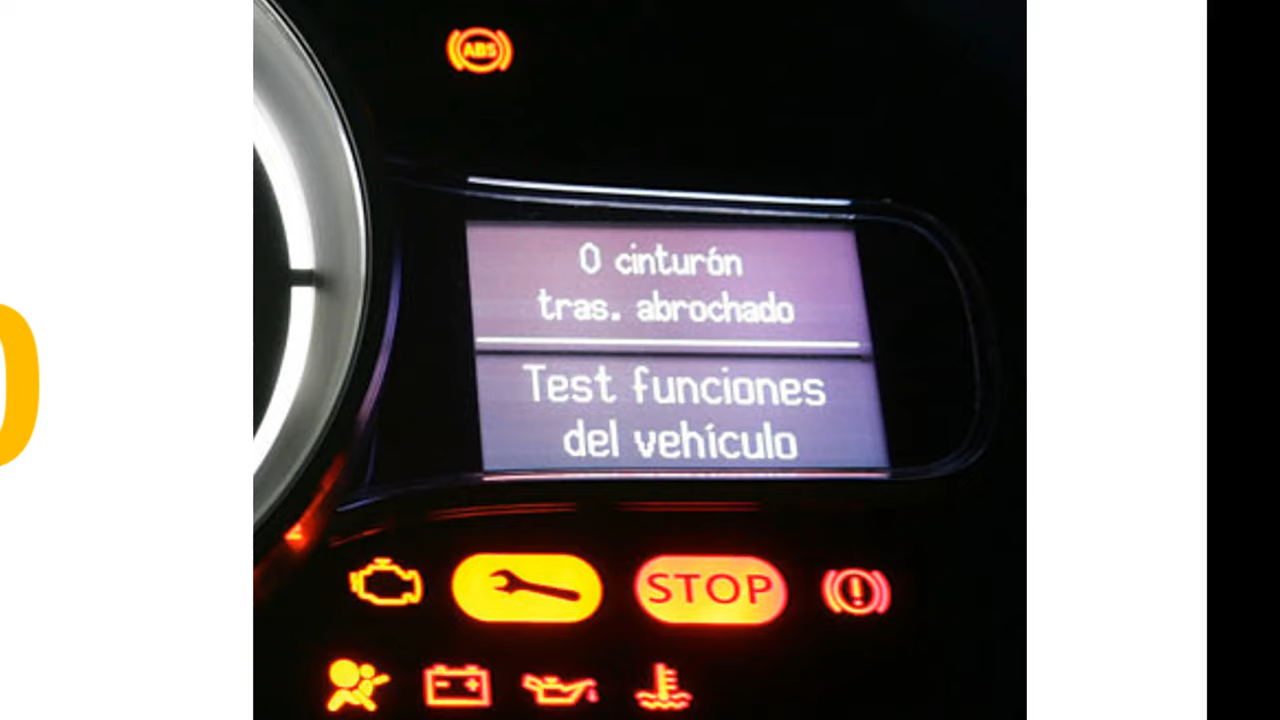 ABS
0 cinturón
tras. abrochado
Test funciones
del vehículo
STOP